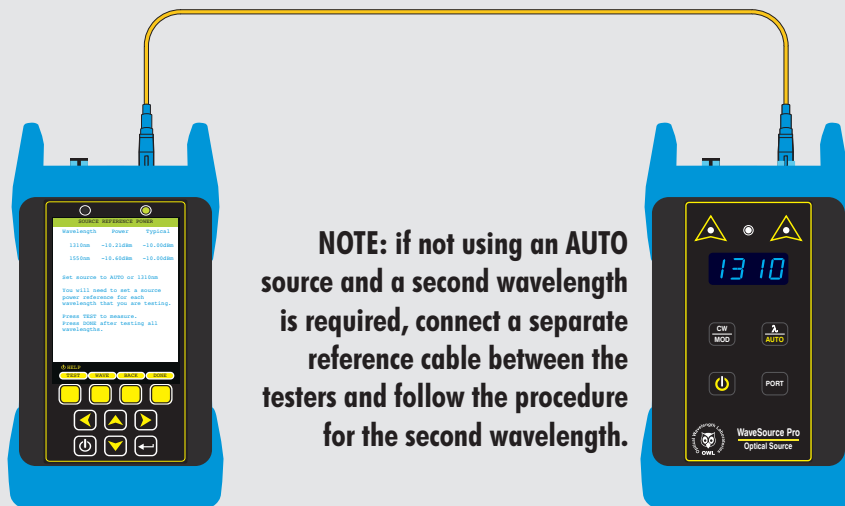 SOURCE REFERENCE POWER
Wavelength Power Typical
1310nm -10.21dBm -10.00dBm
1550nm -10.60dBm -10.00dBm
Set source to AUTO or 1310nm
You will need to set a source
power reference for each
wavelength that you are testing.
Press TEST to measure.
Press DONE after testing all
wavelengths.
HELP
TEST WAVE BACK DONE
NOTE: if not using an AUTO
source and a second wavelength
is required, connect a separate
reference cable between the
testers and follow the procedure
for the second wavelength.
1310
CW
MOD
λ
AUTO
PORT
Optical Wavelength Laboratories
OWL
WaveSource Pro
Optical Source